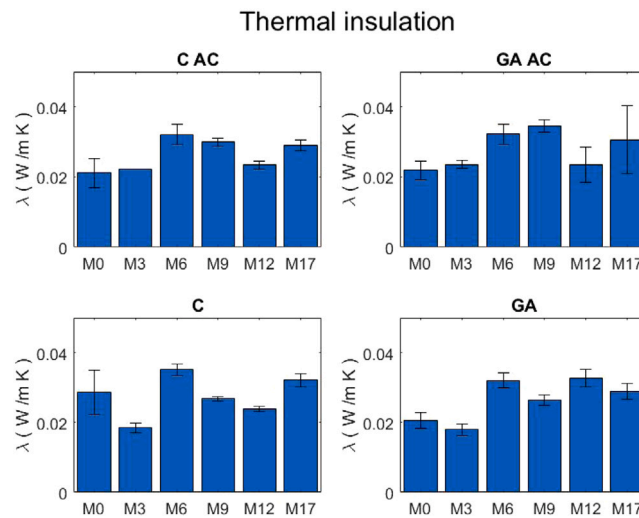 Thermal insulation
C AC
λ ( W /m K )
0.04
0.02
0
M0 M3 M6 M9 M12 M17
GA AC
λ ( W /m K )
0.04
0.02
0
M0 M3 M6 M9 M12 M17
C
λ ( W /m K )
0.04
0.02
0
M0 M3 M6 M9 M12 M17
GA
λ ( W /m K )
0.04
0.02
0
M0 M3 M6 M9 M12 M17